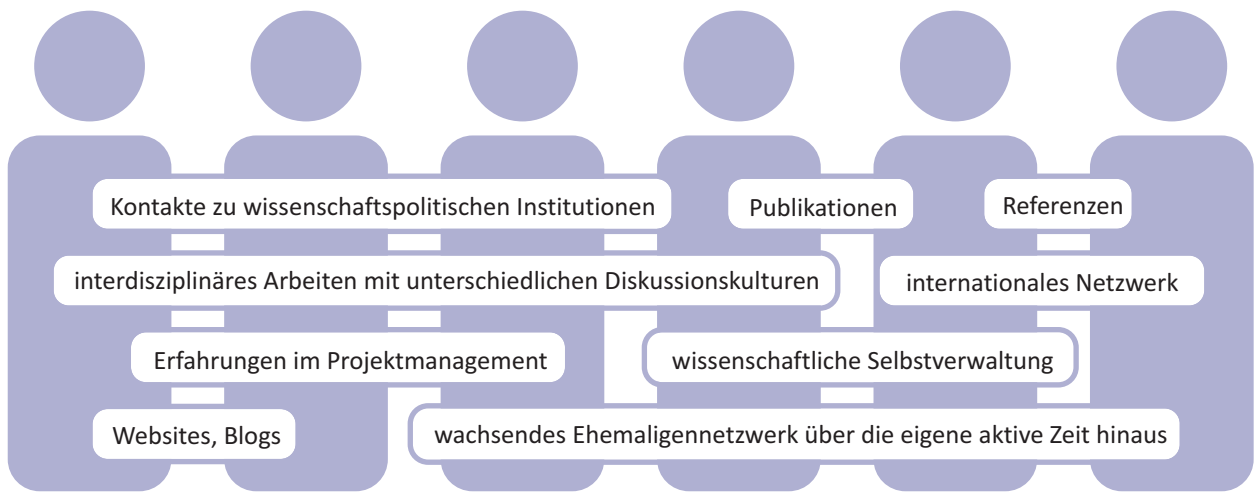 Kontakte zu wissenschaftspolitischen Institutionen
Publikationen
Referenzen
interdisziplinäres Arbeiten mit unterschiedlichen Diskussionskulturen
internationales Netzwerk
Erfahrungen im Projektmanagement
wissenschaftliche Selbstverwaltung
Websites, Blogs
wachsendes Ehemaligennetzwerk über die eigene aktive Zeit hinaus